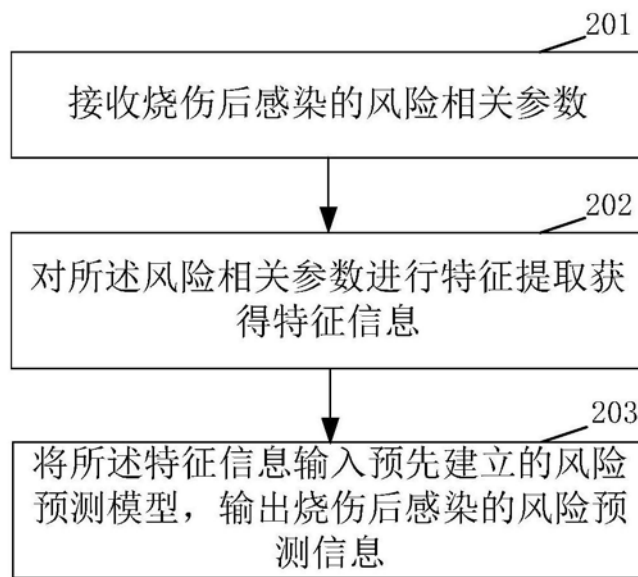 201
接收烧伤后感染的风险相关参数
202
对所述风险相关参数进行特征提取获
得特征信息
203
将所述特征信息输入预先建立的风险
预测模型，输出烧伤后感染的风险预
测信息